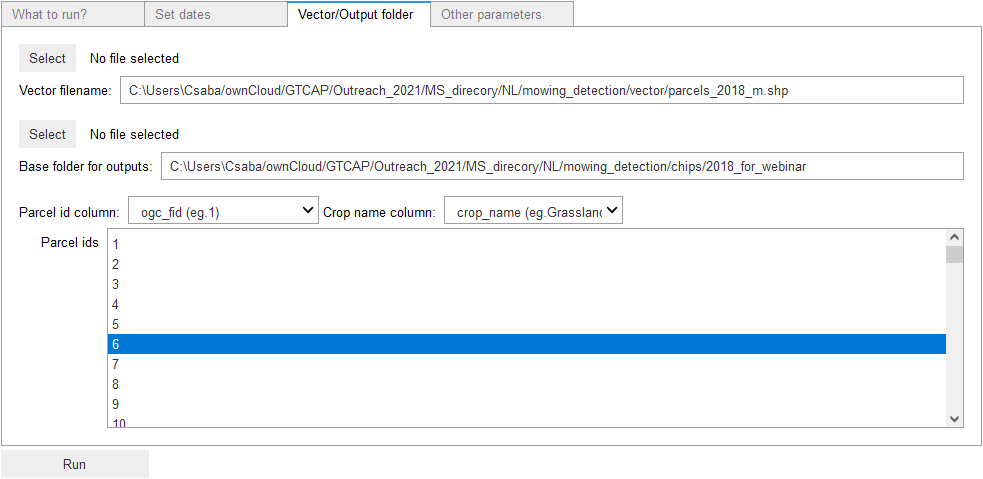 What to run? Set dates Vector/Output folder Other parameters
Select No file selected
Vector filename: C:\Users\Csaba/ownCloud/GTCAP/Outreach_2021/MS_direcory/NL/mowing_detection/vector/parcels_2018_m.shp
Select No file selected
Base folder for outputs: C:\Users\Csaba/ownCloud/GTCAP/Outreach_2021/MS_direcory/NL/mowing_detection/chips/2018_for_webinar
Parcel id column: ogc_fid (eg.1) Crop name column: crop_name (eg.Grassland
Parcel ids
1
2
3
4
5
6
7
8
9
10
Run